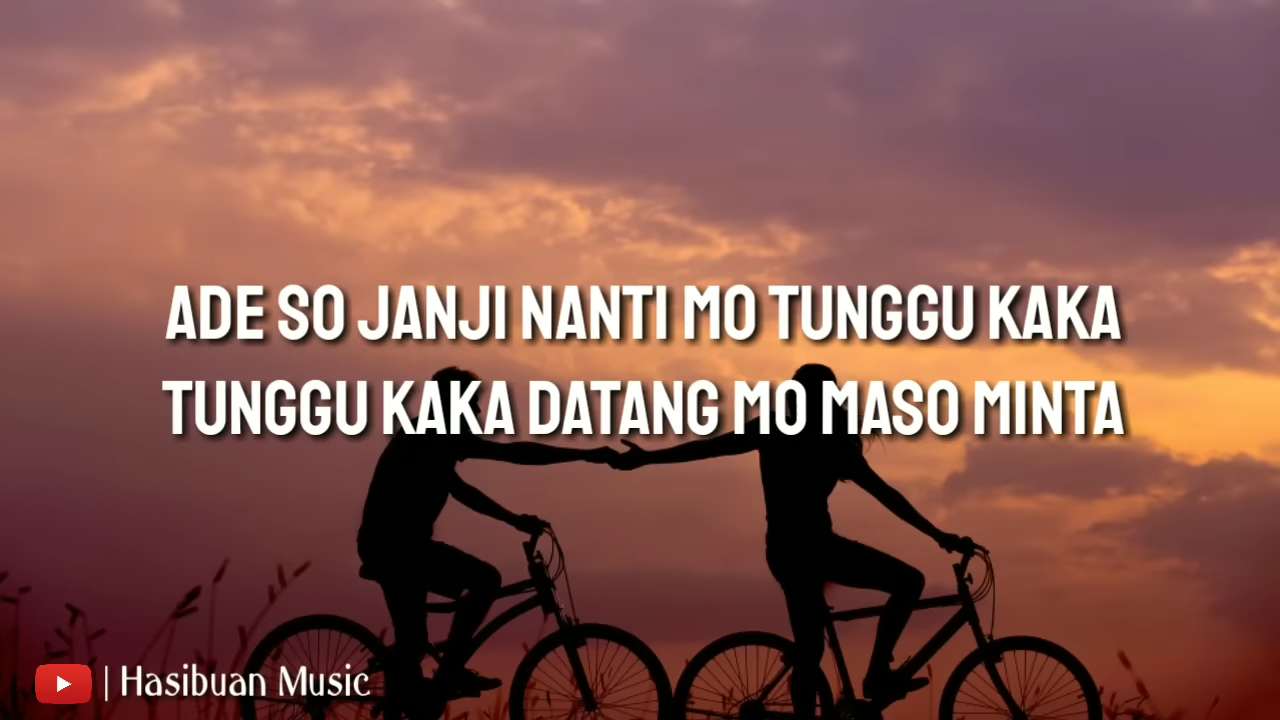 ADE SO JANJI NANTI MO TUNGGU KAKA
TUNGGU KAKA DATANG MO MASO MINTA
| Hasibuan Music